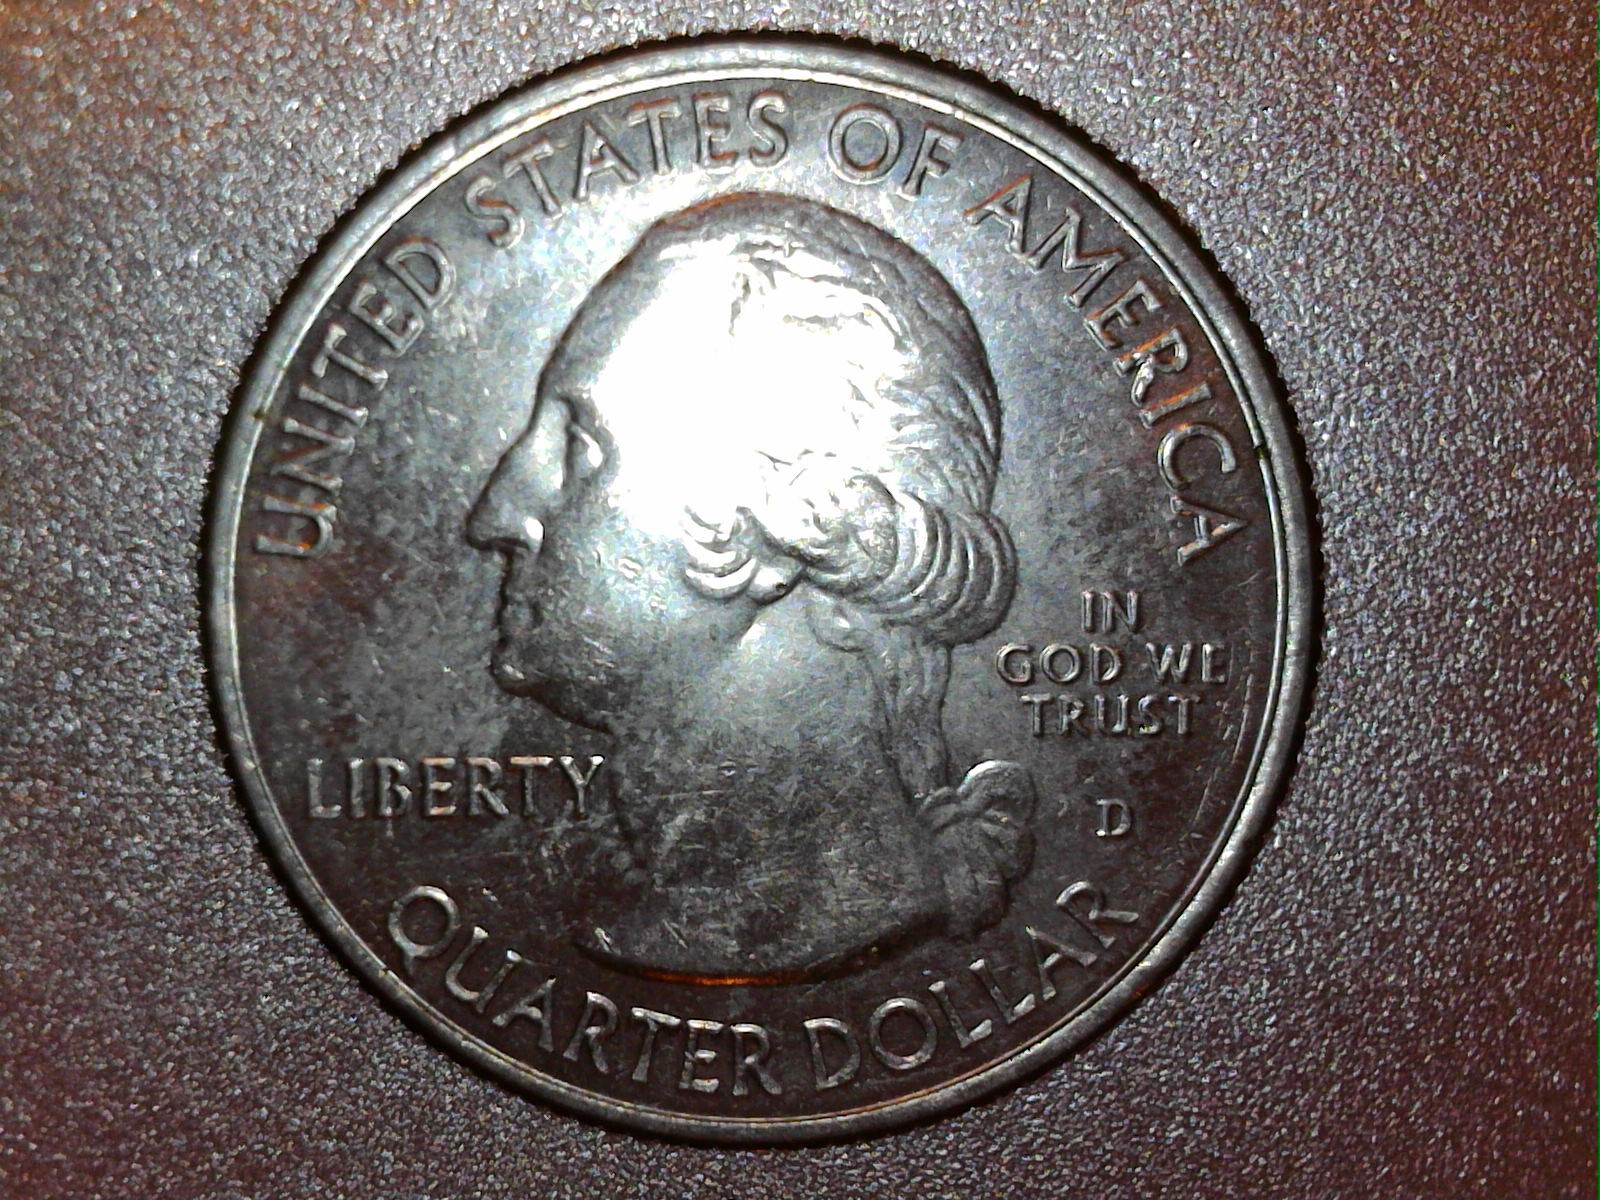 UNITED STATES OF AMERICA
IN
GOD WE
TRUST
LIBERTY
D
QUARTER DOLLAR